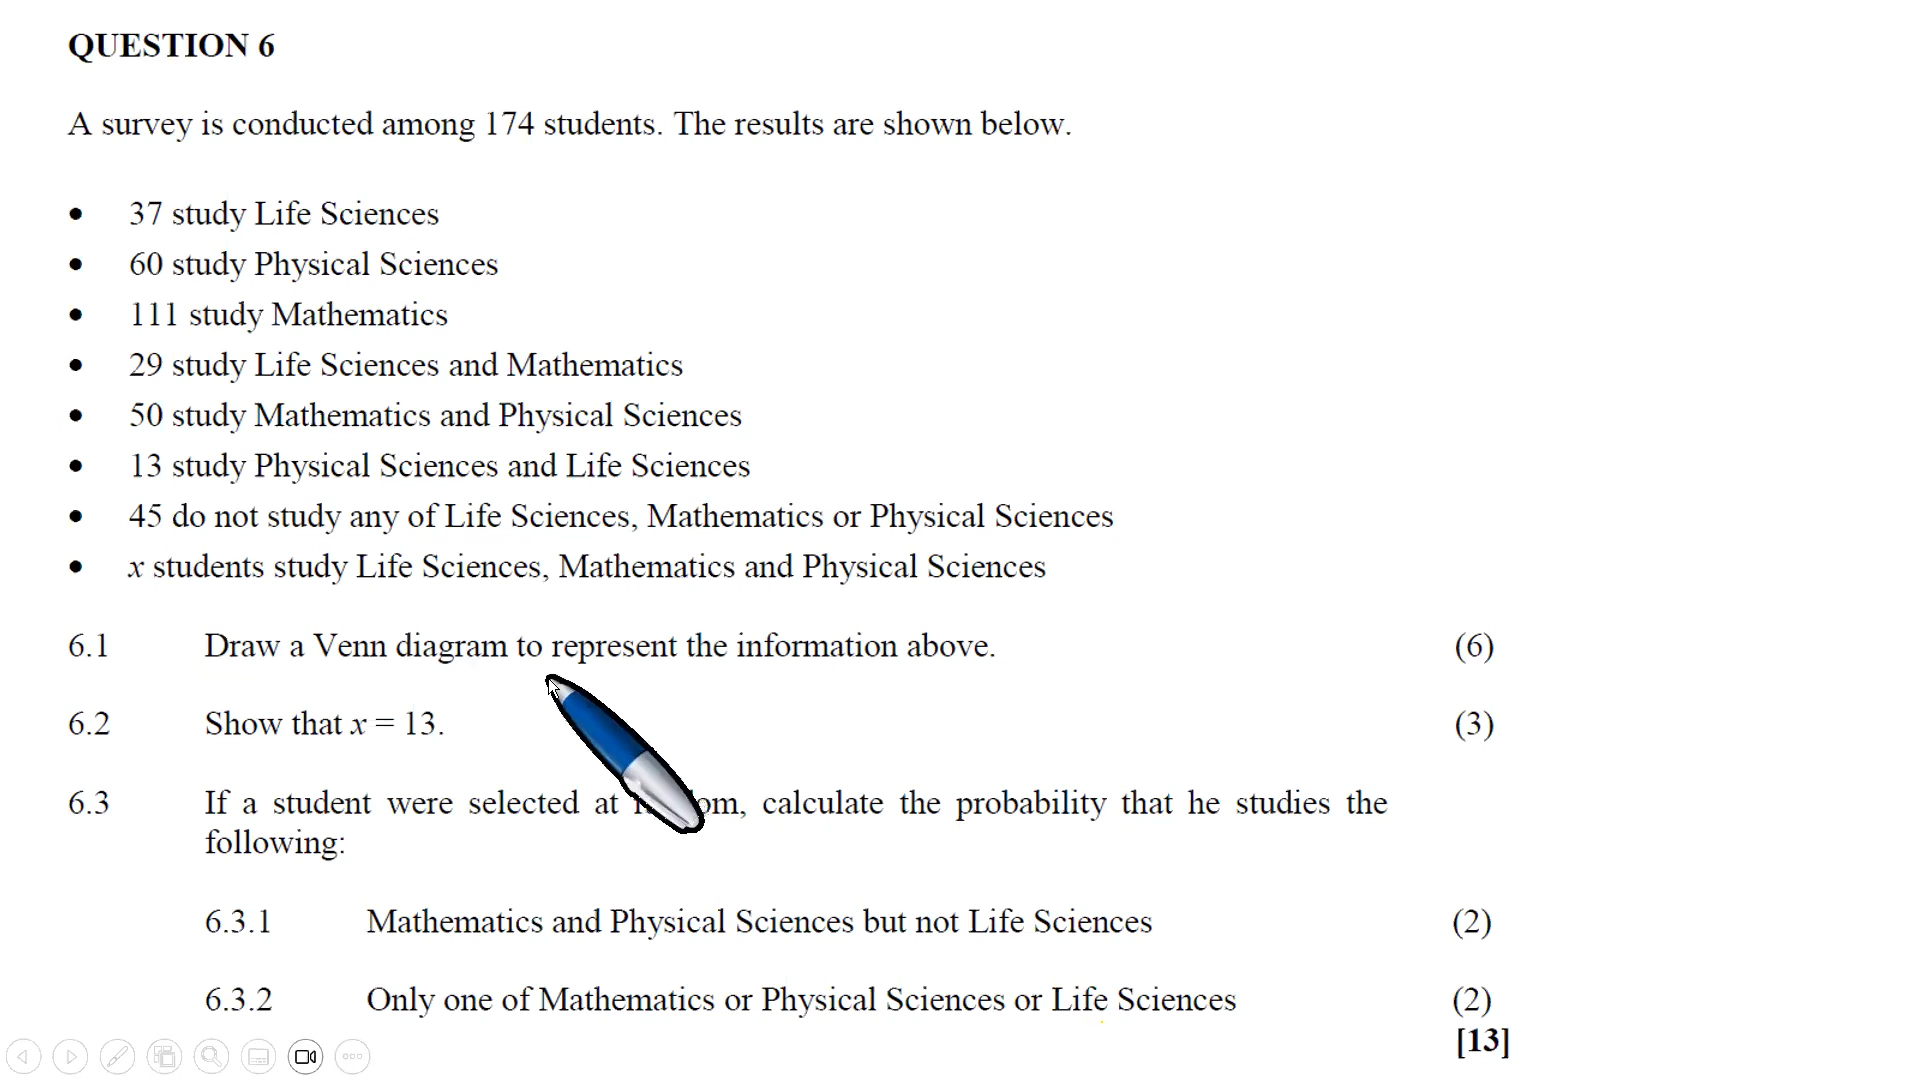 QUESTION 6
A survey is conducted among 174 students. The results are shown below.
• 37 study Life Sciences
• 60 study Physical Sciences
• 111 study Mathematics
• 29 study Life Sciences and Mathematics
• 50 study Mathematics and Physical Sciences
• 13 study Physical Sciences and Life Sciences
• 45 do not study any of Life Sciences, Mathematics or Physical Sciences
• x students study Life Sciences, Mathematics and Physical Sciences
6.1 Draw a Venn diagram to represent the information above. (6)
6.2 Show that x = 13. (3)
6.3 If a student were selected at calculate the probability that he studies the
following:
6.3.1 Mathematics and Physical Sciences but not Life Sciences (2)
6.3.2 Only one of Mathematics or Physical Sciences or Life Sciences (2)
[13]